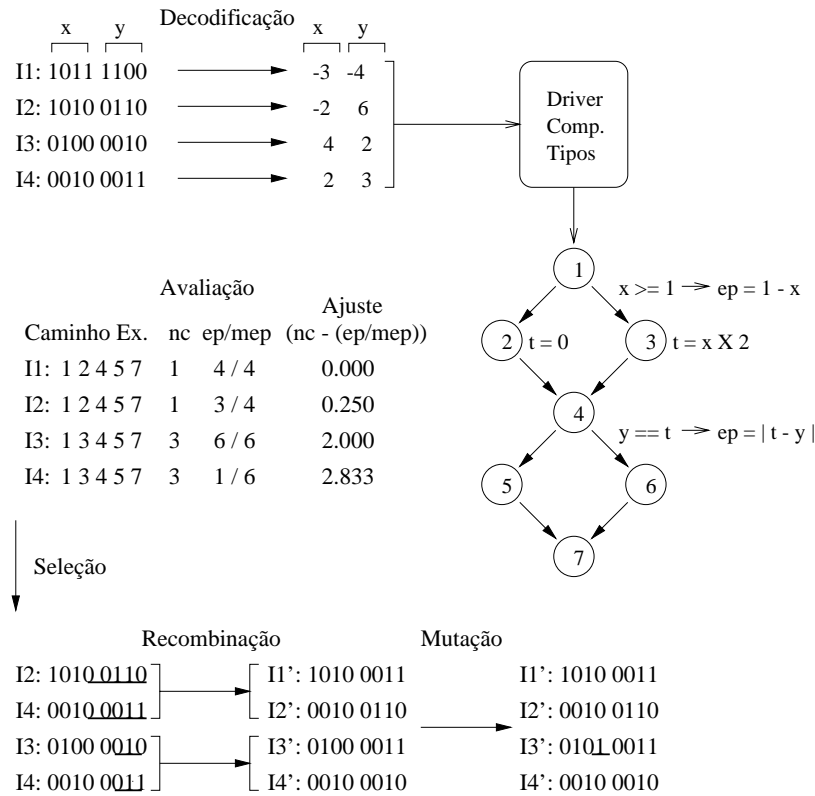 Decodificação
x y x y
I1: 1011 1100 -3 -4
I2: 1010 0110 -2 6
I3: 0100 0010 4 2
I4: 0010 0011 2 3
Driver
Comp.
Tipos
1
x >= 1 ep = 1 - x
2 t = 0 3 t = x X 2
4
y == t ep = | t - y |
5 6
7
Avaliação
Ajuste
Caminho Ex. nc ep/mep (nc - (ep/mep))
I1: 1 2 4 5 7 1 4 / 4 0.000
I2: 1 2 4 5 7 1 3 / 4 0.250
I3: 1 3 4 5 7 3 6 / 6 2.000
I4: 1 3 4 5 7 3 1 / 6 2.833
Seleção
Recombinação Mutação
I2: 1010 0110 I1’: 1010 0011 I1’: 1010 0011
I4: 0010 0011 I2’: 0010 0110 I2’: 0010 0110
I3: 0100 0010 I3’: 0100 0011 I3’: 0101 0011
I4: 0010 0011 I4’: 0010 0010 I4’: 0010 0010